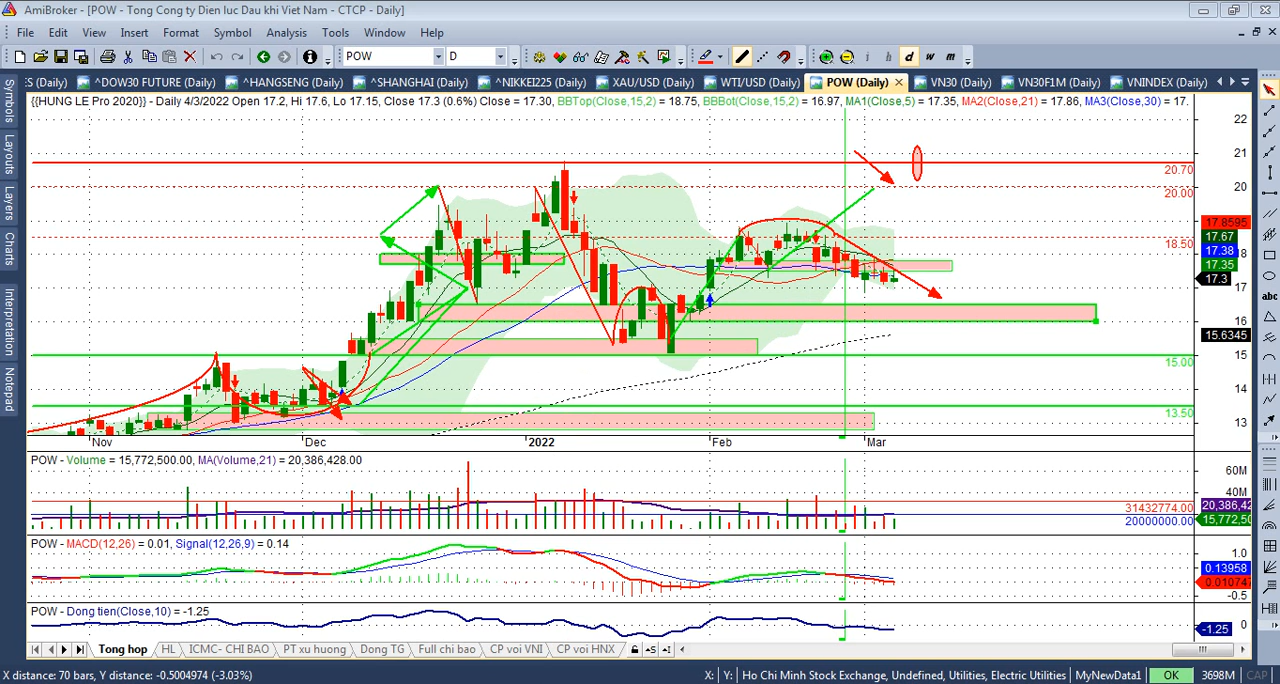 AmiBroker - [POW - Tong Cong ty Dien luc Dau khi Viet Nam - CTCP - Daily]
File Edit View Insert Format Symbol Analysis Tools Window Help
POW D i h d w m
S (Daily) ^DOW30 FUTURE (Daily) ^HANGSENG (Daily) ^SHANGHAI (Daily) ^NIKKEI225 (Daily) XAU/USD (Daily) WTI/USD (Daily) POW (Daily) VN30 (Daily) VN30F1M (Daily) VNINDEX (Daily)
{{HUNG LE Pro 2020}} - Daily 4/3/2022 Open 17.2, Hi 17.6, Lo 17.15, Close 17.3 (0.6%) Close = 17.30, BBTop(Close,15,2) = 18.75, BBBot(Close,15,2) = 16.97, MA1(Close,5) = 17.35, MA2(Close,21) = 17.86, MA3(Close,30) = 17.
Symbols
Layouts
Layers
Charts
Interpretation
Notepad
abc
22
21
20.70
20
20.00
17.8595
17.67
18.50
17.38
18
17.35
17.3
17
16
15.6345
15
15.00
14
13.50
13
Nov Dec 2022 Feb Mar
POW - Volume = 15,772,500.00, MA(Volume,21) = 20,386,428.00
60M
40M
31432774.00
20,386,42
20000000.00
15,772,50
POW - MACD(12,26) = 0.01, Signal(12,26,9) = 0.14
1.0
0.13958
0.010747
-0.5
POW - Dong tien(Close,10) = -1.25
0
-1.25
Tong hop HL ICMC- CHI BAO PT xu huong Dong TG Full chi bao CP voi VNI CP voi HNX
X distance: 70 bars, Y distance: -0.5004974 (-3.03%) X: Y: Ho Chi Minh Stock Exchange, Undefined, Utilities, Electric Utilities MyNewData1 OK 3698M CAP